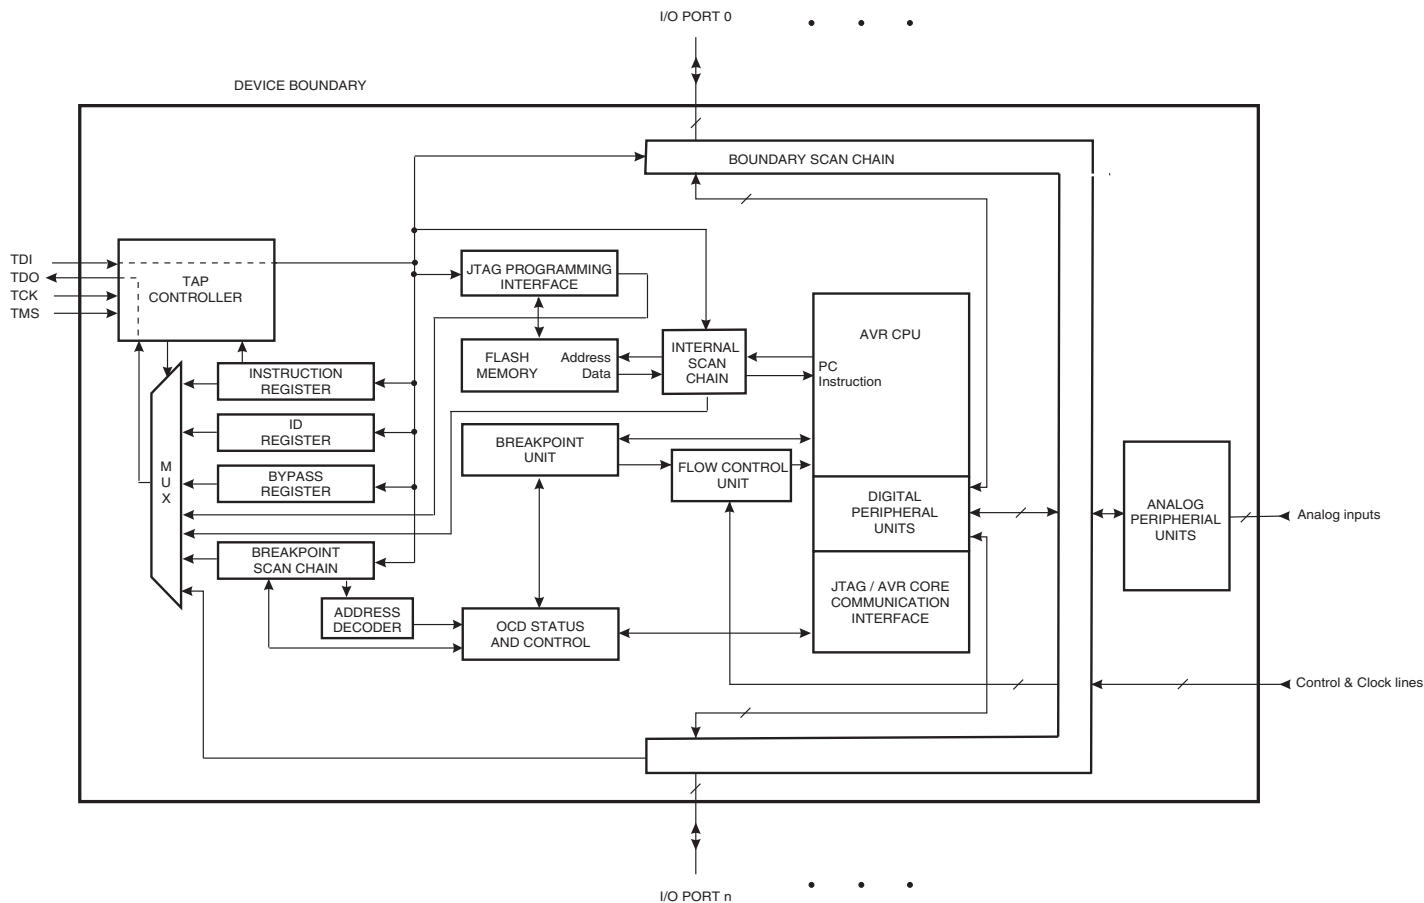 I/O PORT 0
DEVICE BOUNDARY
BOUNDARY SCAN CHAIN
TDI
TDO
TCK
TMS
TAP
CONTROLLER
JTAG PROGRAMMING
INTERFACE
AVR CPU
INTERNAL
SCAN
CHAIN
FLASH
MEMORY
Address
Data
PC
Instruction
INSTRUCTION
REGISTER
ID
REGISTER
M
U
X
BYPASS
REGISTER
BREAKPOINT
UNIT
FLOW CONTROL
UNIT
DIGITAL
PERIPHERAL
UNITS
ANALOG
PERIPHERIAL
UNITS
Analog inputs
BREAKPOINT
SCAN CHAIN
ADDRESS
DECODER
OCD STATUS
AND CONTROL
JTAG / AVR CORE
COMMUNICATION
INTERFACE
Control & Clock lines
I/O PORT n